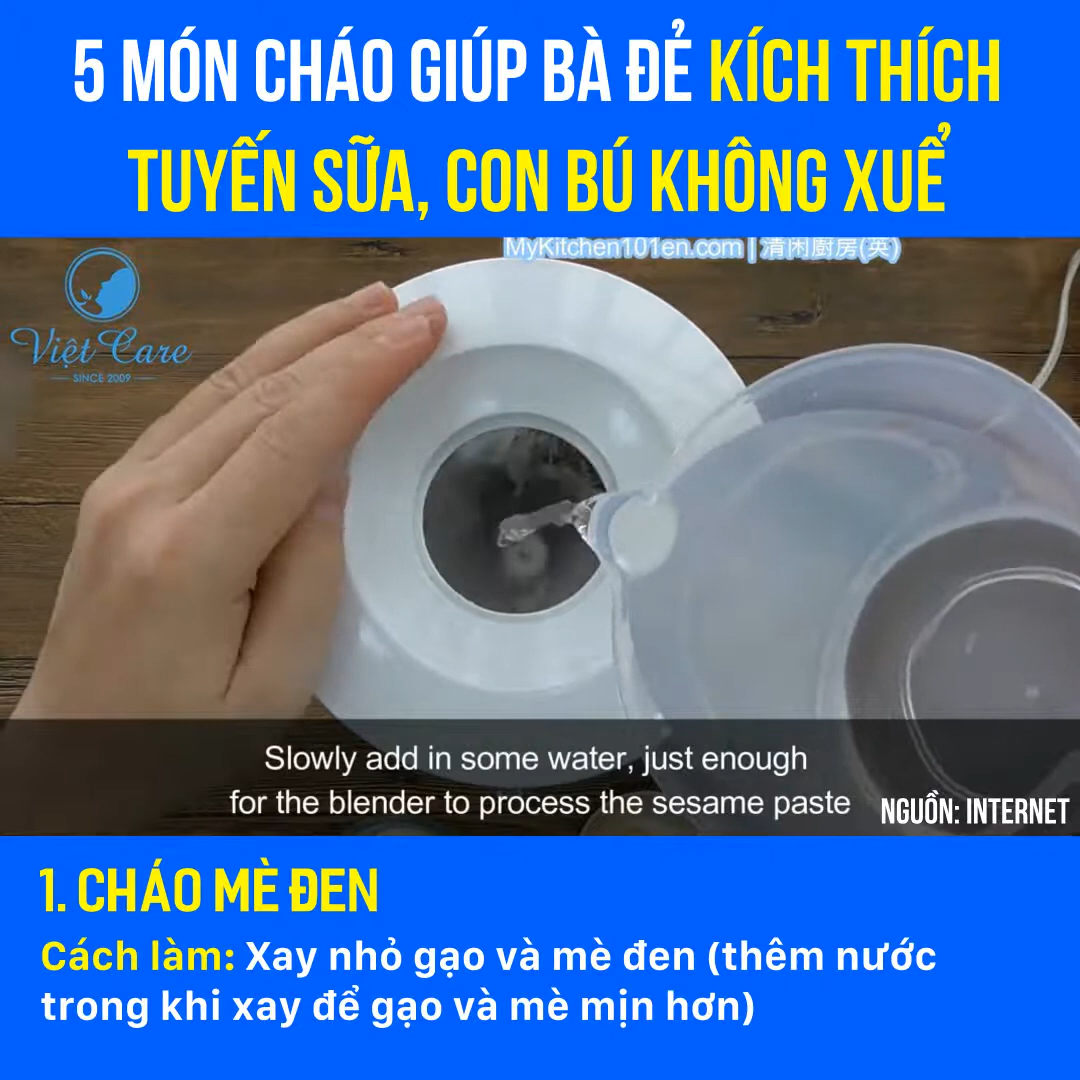 5 MÓN CHÁO GIÚP BÀ ĐẺ KÍCH THÍCH
TUYẾN SỮA, CON BÚ KHÔNG XUỂ
MyKitchen101en.com | 清闲廚房(英)
Việt Care
SINCE 2009
Slowly add in some water, just enough
for the blender to process the sesame paste
NGUỒN: INTERNET
1. CHÁO MÈ ĐEN
Cách làm: Xay nhỏ gạo và mè đen (thêm nước
trong khi xay để gạo và mè mịn hơn)